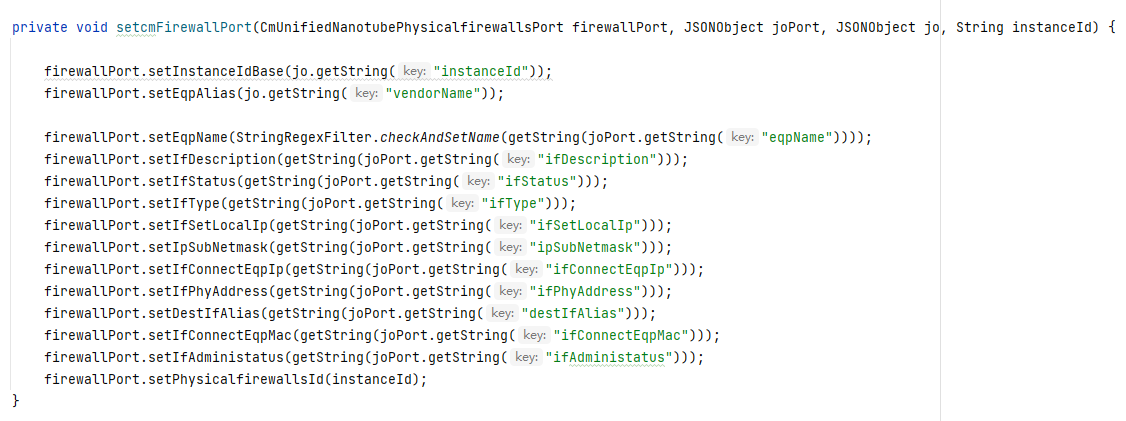 private void setcmFirewallPort(CmUnifiedNanotubePhysicalfirewallsPort firewallPort, JSONObject joPort, JSONObject jo, String instanceId) {
firewallPort.setInstanceIdBase(jo.getString( key: "instanceId"));
firewallPort.setEqpAlias(jo.getString( key: "vendorName"));
firewallPort.setEqpName(StringRegexFilter.checkAndSetName(getString(joPort.getString( key: "eqpName"))));
firewallPort.setIfDescription(getString(joPort.getString( key: "ifDescription")));
firewallPort.setIfStatus(getString(joPort.getString( key: "ifStatus")));
firewallPort.setIfType(getString(joPort.getString( key: "ifType")));
firewallPort.setIfSetLocalIp(getString(joPort.getString( key: "ifSetLocalIp")));
firewallPort.setIpSubNetmask(getString(joPort.getString( key: "ipSubNetmask")));
firewallPort.setIfConnectEqpIp(getString(joPort.getString( key: "ifConnectEqpIp")));
firewallPort.setIfPhyAddress(getString(joPort.getString( key: "ifPhyAddress")));
firewallPort.setDestIfAlias(getString(joPort.getString( key: "destIfAlias")));
firewallPort.setIfConnectEqpMac(getString(joPort.getString( key: "ifConnectEqpMac")));
firewallPort.setIfAdministatus(getString(joPort.getString( key: "ifAdministatus")));
firewallPort.setPhysicalfirewallsId(instanceId);
}